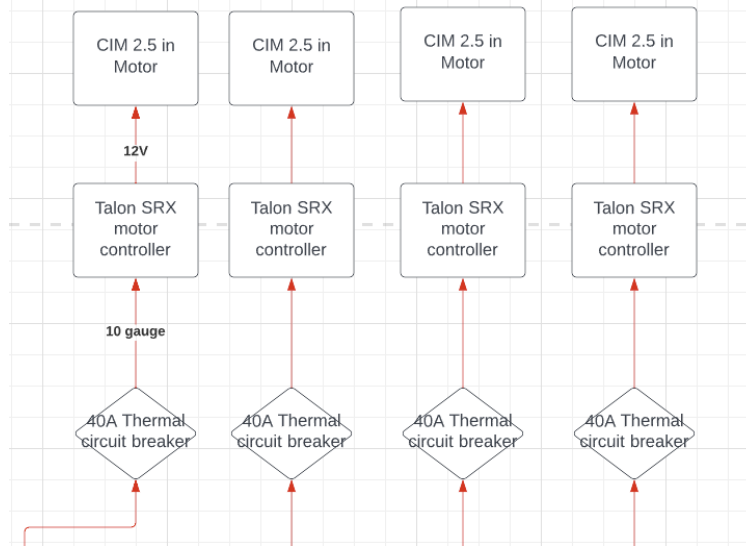 CIM 2.5 in
Motor
CIM 2.5 in
Motor
CIM 2.5 in
Motor
CIM 2.5 in
Motor
12V
Talon SRX
motor
controller
Talon SRX
motor
controller
Talon SRX
motor
controller
Talon SRX
motor
controller
10 gauge
40A Thermal
circuit breaker
40A Thermal
circuit breaker
40A Thermal
circuit breaker
40A Thermal
circuit breaker